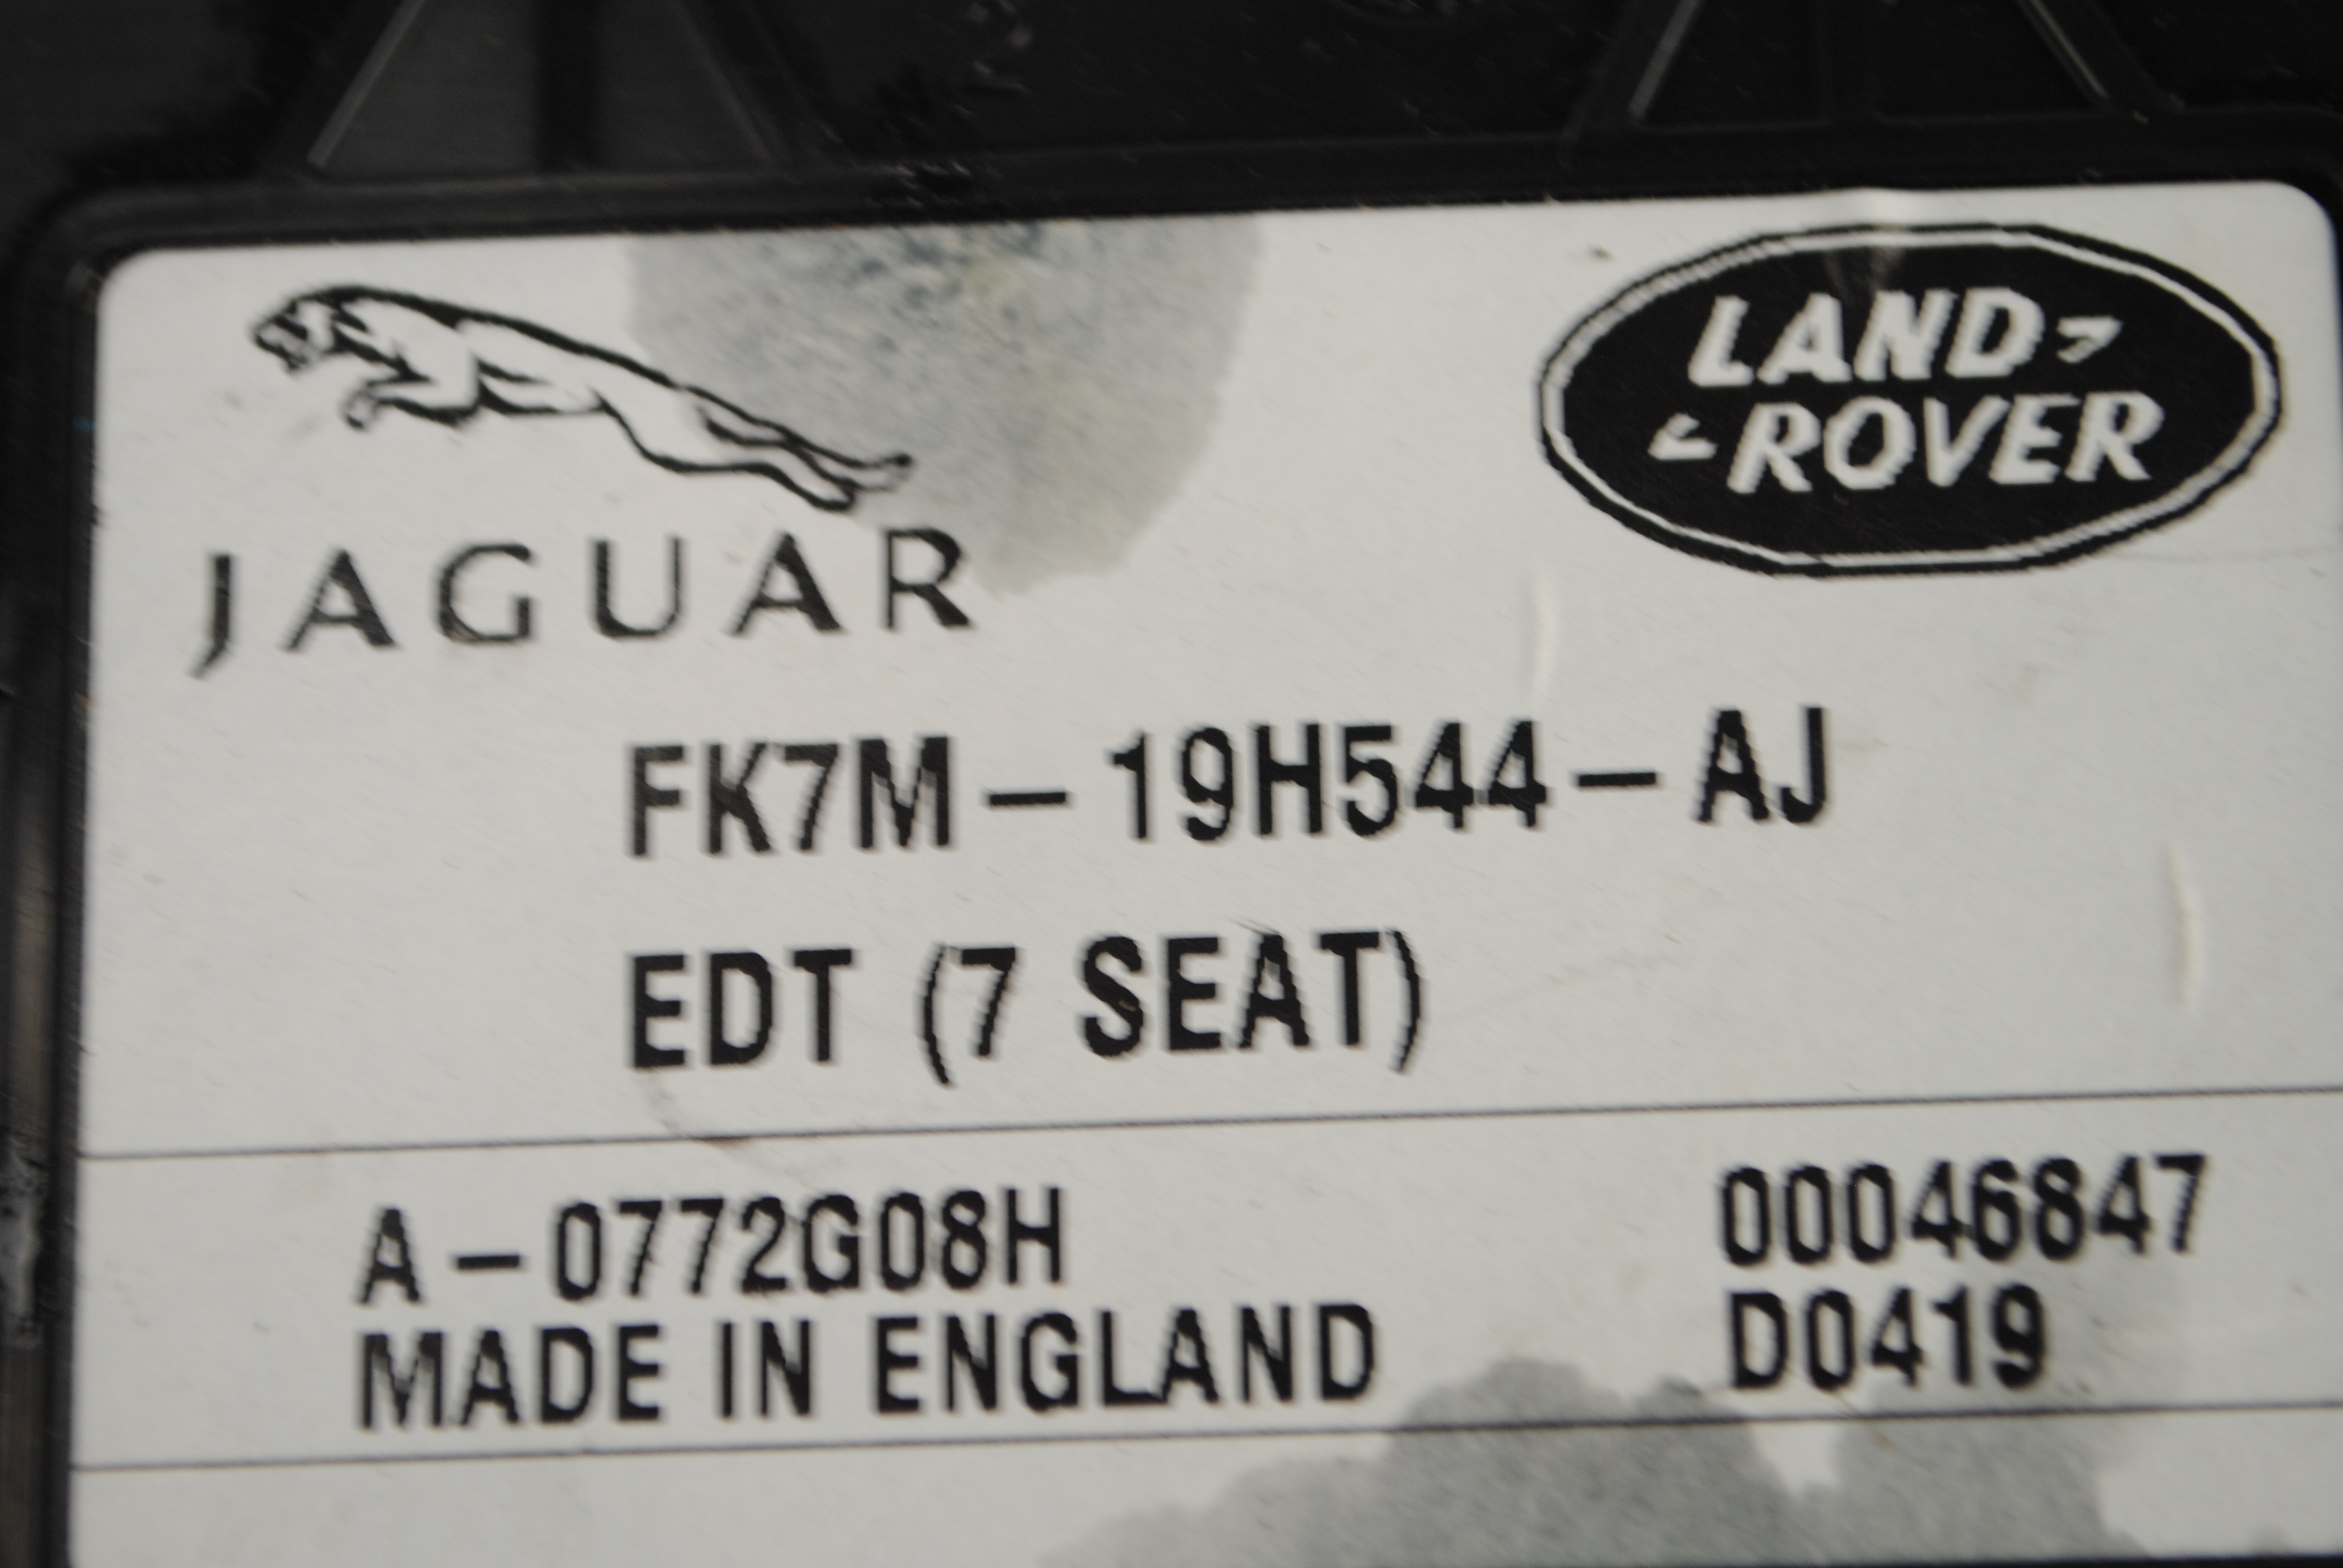 JAGUAR
LAND
ROVER
FK7M-19H544-AJ
EDT (7 SEAT)
A-0772G08H
00046847
MADE IN ENGLAND
D0419